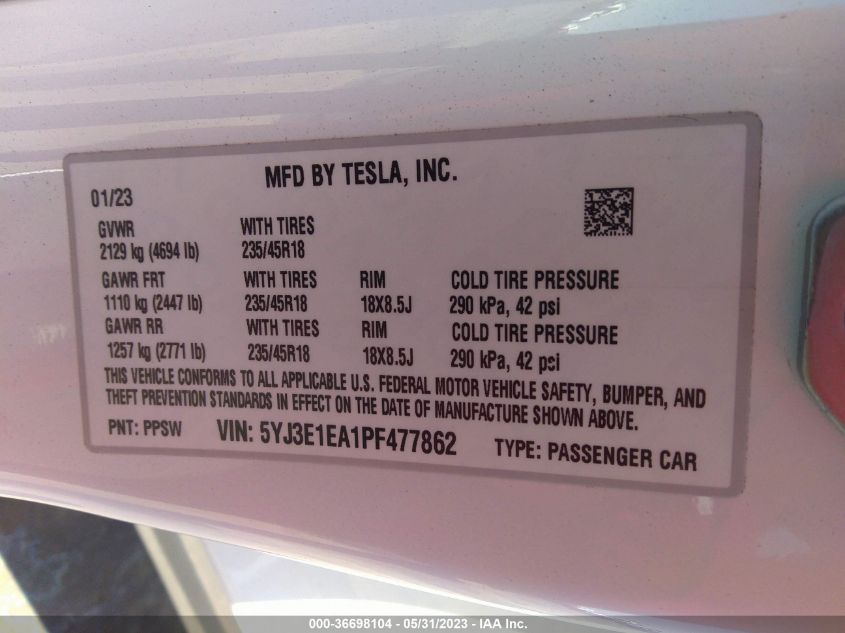 MFD BY TESLA, INC.
01/23
GVWR WITH TIRES
2129 kg (4694 lb) 235/45R18
GAWR FRT WITH TIRES RIM COLD TIRE PRESSURE
1110 kg (2447 lb) 235/45R18 18X8.5J 290 kPa, 42 psi
GAWR RR WITH TIRES RIM COLD TIRE PRESSURE
1257 kg (2771 lb) 235/45R18 18X8.5J 290 kPa, 42 psi
THIS VEHICLE CONFORMS TO ALL APPLICABLE U.S. FEDERAL MOTOR VEHICLE SAFETY, BUMPER, AND
THEFT PREVENTION STANDARDS IN EFFECT ON THE DATE OF MANUFACTURE SHOWN ABOVE.
PNT: PPSW VIN: 5YJ3E1EA1PF477862 TYPE: PASSENGER CAR
000-36698104 - 05/31/2023 - IAA Inc.